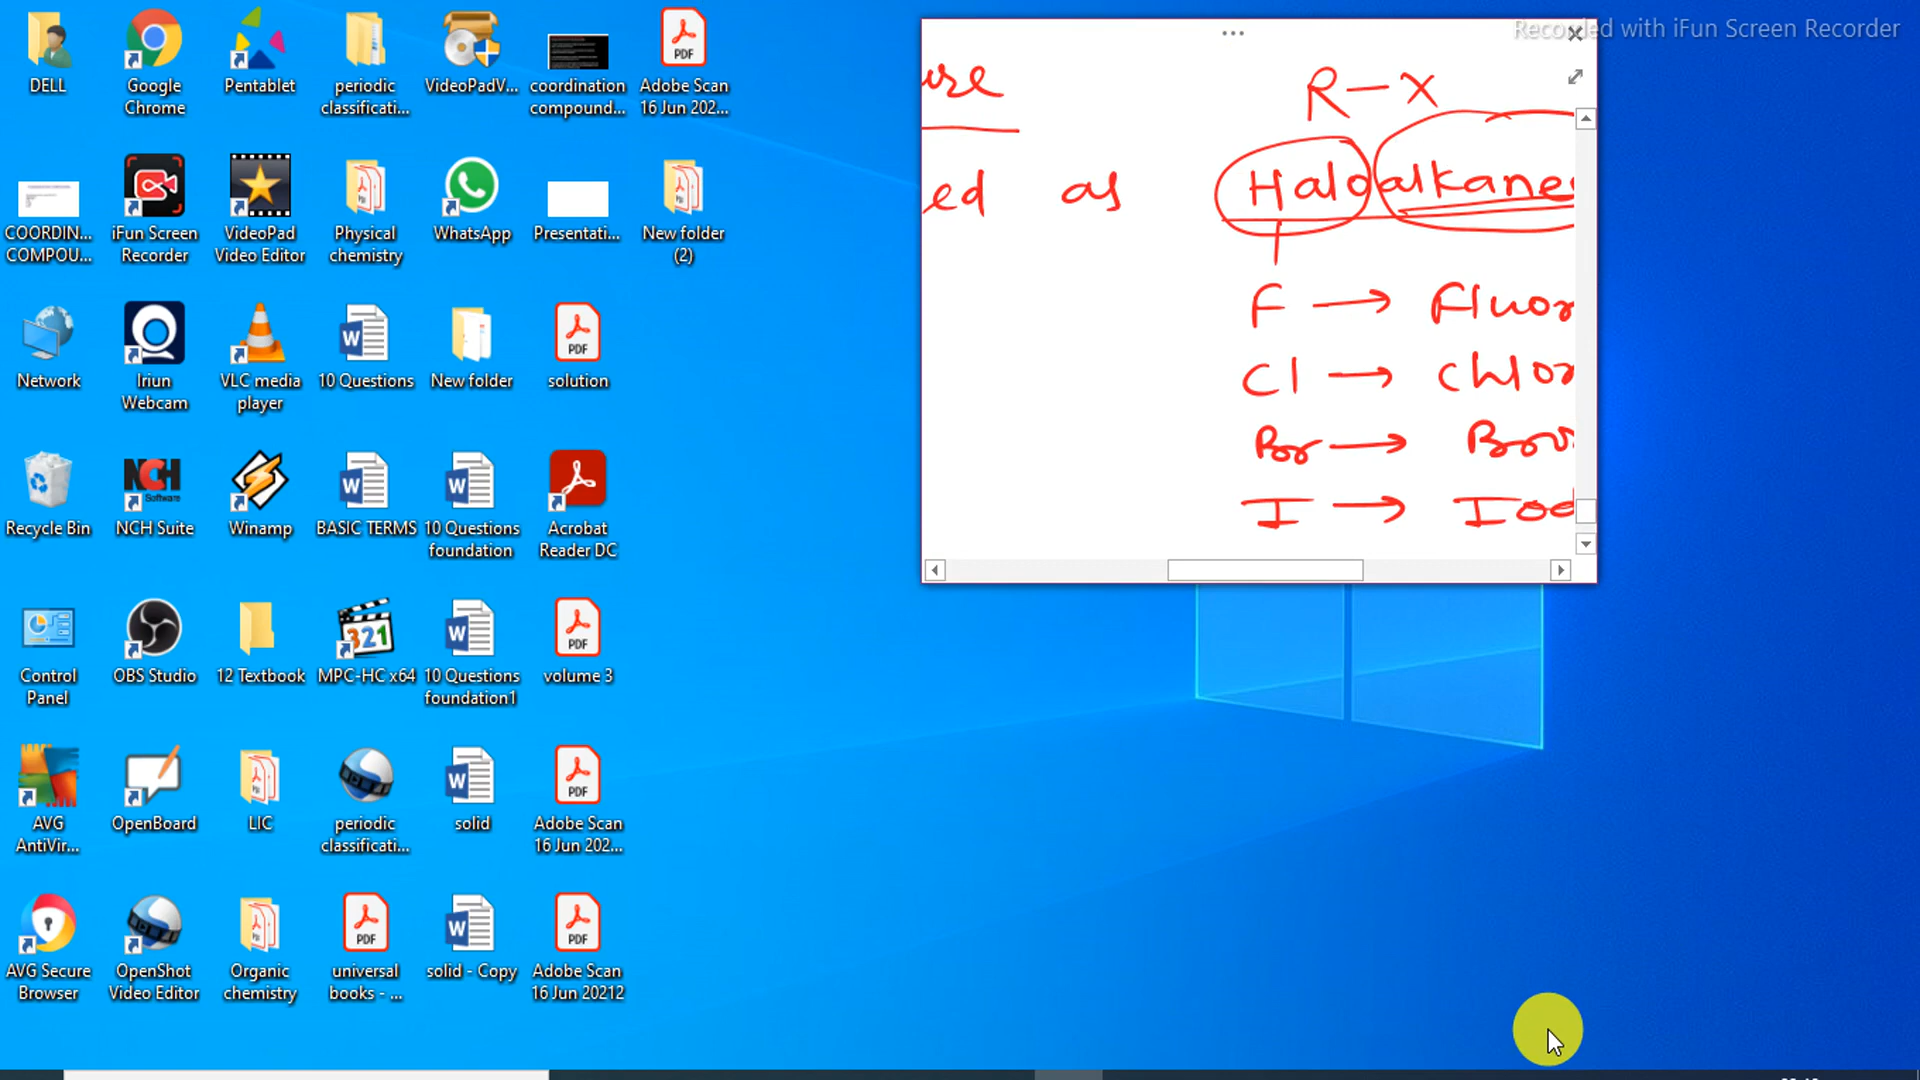 Recorded with iFun Screen Recorder
DELL
Google Chrome
Pentablet
periodic classificati...
VideoPadV...
coordination compound...
Adobe Scan 16 Jun 202...
COORDIN... COMPOU...
iFun Screen Recorder
VideoPad Video Editor
Physical chemistry
WhatsApp
Presentati...
New folder (2)
Network
Iriun Webcam
VLC media player
10 Questions
New folder
solution
Recycle Bin
NCH Suite
Winamp
BASIC TERMS
10 Questions foundation
Acrobat Reader DC
Control Panel
OBS Studio
12 Textbook
MPC-HC x64
10 Questions foundation1
volume 3
AVG AntiVir...
OpenBoard
LIC
periodic classificati...
solid
Adobe Scan 16 Jun 202...
AVG Secure Browser
OpenShot Video Editor
Organic chemistry
universal books - ...
solid - Copy
Adobe Scan 16 Jun 20212
ure
R-X
ed as Haloalkanes
F → Fluor
Cl → Chlor
Br → Bro
I → Iod